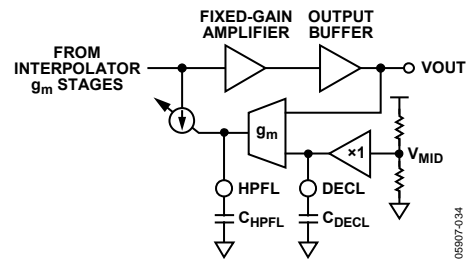 FIXED-GAIN
AMPLIFIER
OUTPUT
BUFFER
FROM
INTERPOLATOR
gm STAGES
VOUT
gm
×1
VMID
HPFL
DECL
CHPFL
CDECL
05907-034